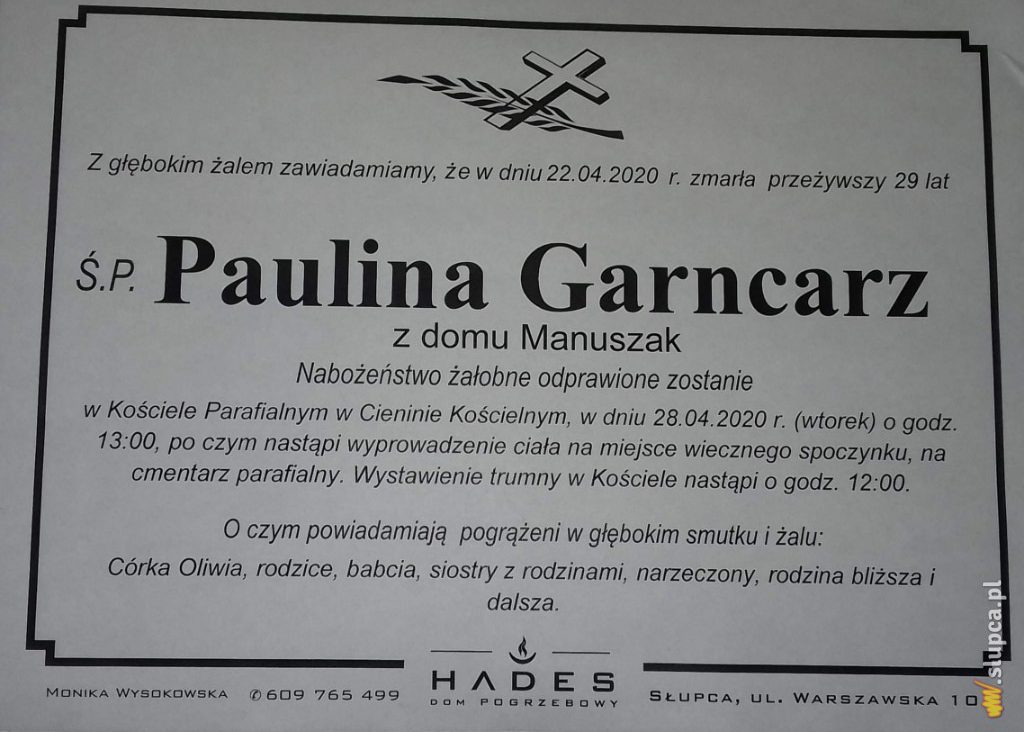 Z głębokim żalem zawiadamiamy, że w dniu 22.04.2020 r. zmarła przeżywszy 29 lat
Ś.P. Paulina Garncarz
z domu Manuszak
Nabożeństwo żałobne odprawione zostanie
w Kościele Parafialnym w Cieninie Kościelnym, w dniu 28.04.2020 r. (wtorek) o godz.
13:00, po czym nastąpi wyprowadzenie ciała na miejsce wiecznego spoczynku, na
cmentarz parafialny. Wystawienie trumny w Kościele nastąpi o godz. 12:00.
O czym powiadamiają pogrążeni w głębokim smutku i żalu:
Córka Oliwia, rodzice, babcia, siostry z rodzinami, narzeczony, rodzina bliższa i
dalsza.
Monika Wysokowska ✆609 765 499
HADES
DOM POGRZEBOWY
Słupca, ul. Warszawska 10
www.slupca.pl